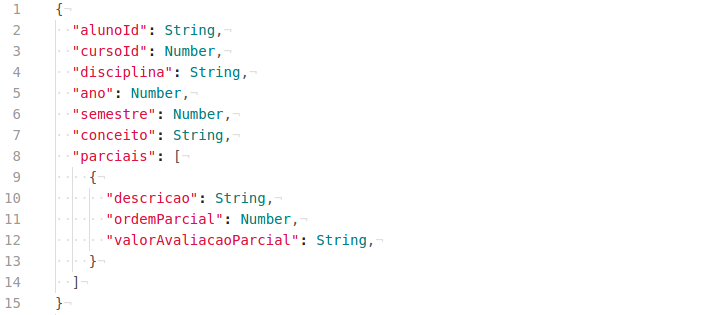 1 {
2 "alunoId": String,
3 "cursoId": Number,
4 "disciplina": String,
5 "ano": Number,
6 "semestre": Number,
7 "conceito": String,
8 "parciais": [
9 {
10 "descricao": String,
11 "ordemParcial": Number,
12 "valorAvaliacaoParcial": String,
13 }
14 ]
15 }